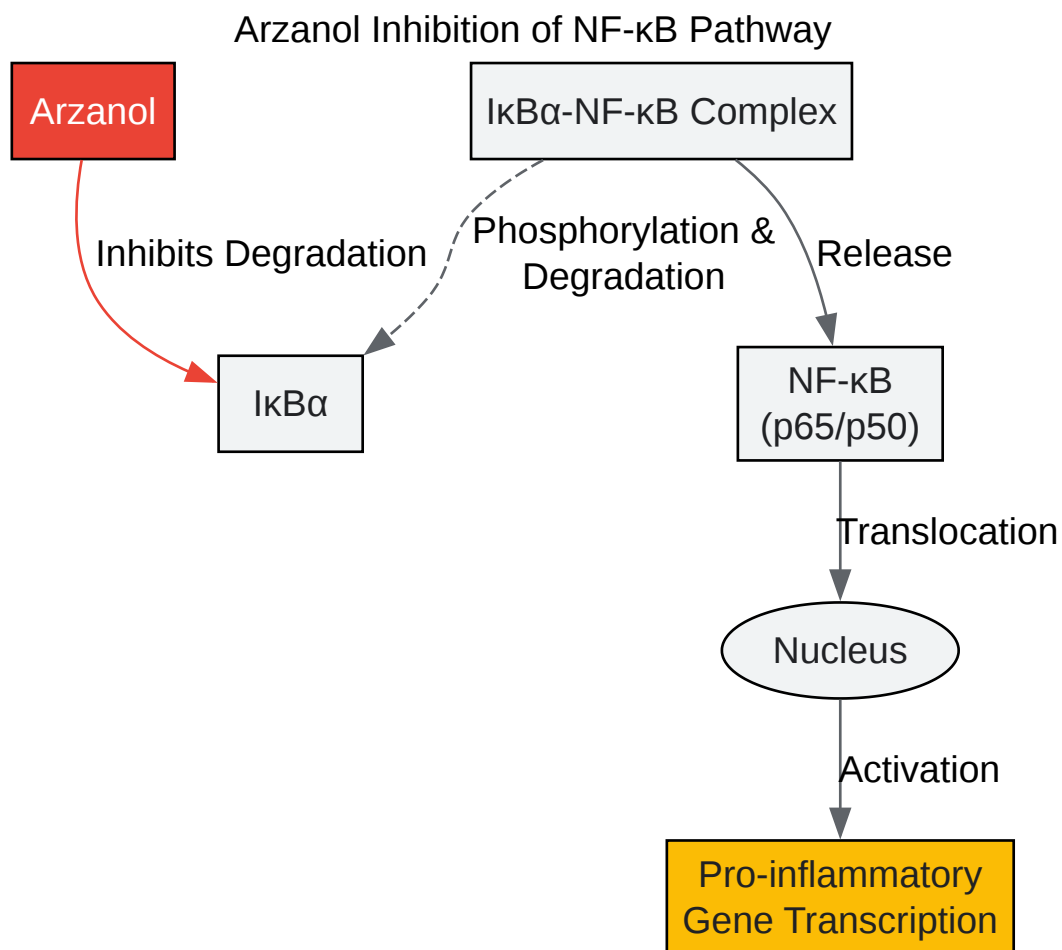 Arzanol Inhibition of NF-κB Pathway
Arzanol
IκBα-NF-κB Complex
Inhibits Degradation
Phosphorylation &
Degradation
Release
IκBα
NF-κB
(p65/p50)
Translocation
Nucleus
Activation
Pro-inflammatory
Gene Transcription